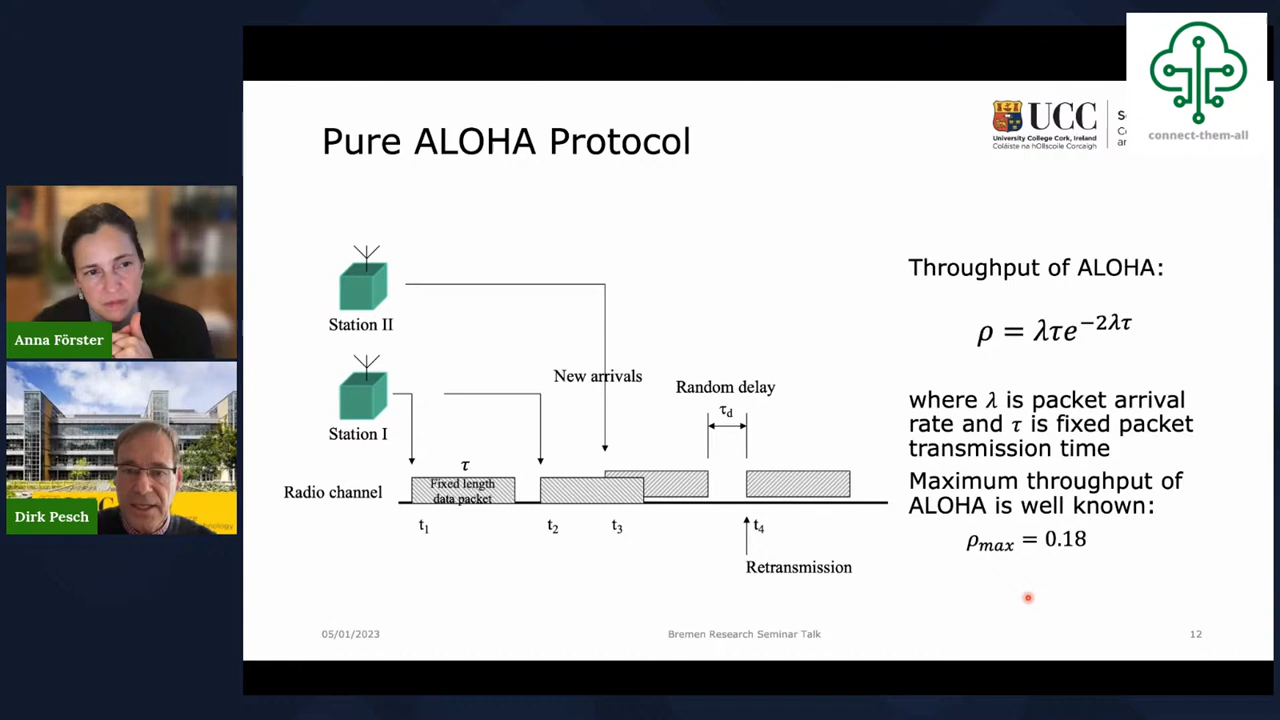 Pure ALOHA Protocol
UCC
University College Cork, Ireland
Coláiste na hOllscoile Corcaigh
connect-them-all
Anna Förster
Dirk Pesch
Station II
Station I
New arrivals
Random delay
τd
τ
Radio channel
Fixed length
data packet
t1
t2
t3
t4
Retransmission
Throughput of ALOHA:
ρ = λτe^−2λτ
where λ is packet arrival
rate and τ is fixed packet
transmission time
Maximum throughput of
ALOHA is well known:
ρmax = 0.18
05/01/2023
Bremen Research Seminar Talk
12